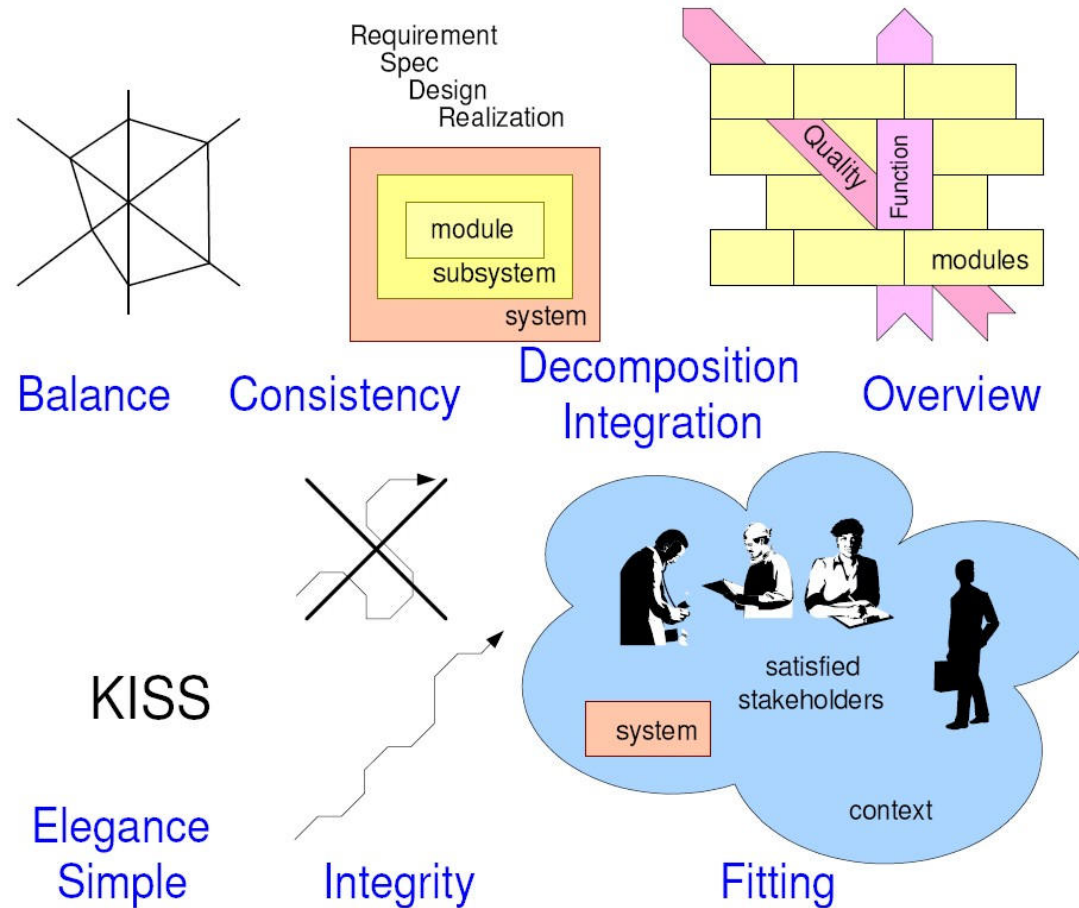 Requirement
Spec
Design
Realization
module
subsystem
system
Quality
Function
modules
Balance
Consistency
Decomposition
Integration
Overview
KISS
satisfied
stakeholders
system
context
Elegance
Simple
Integrity
Fitting